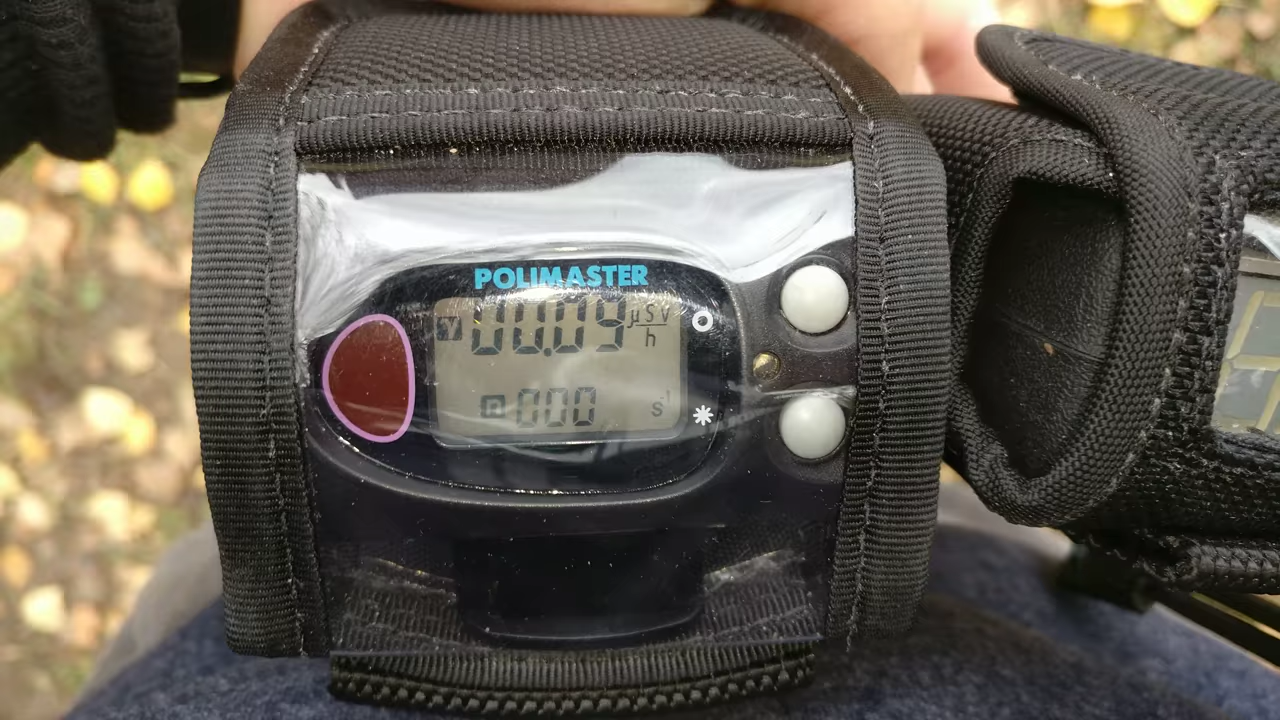 POLIMASTER
γ 00.09 µSv/h
n 000 s⁻¹